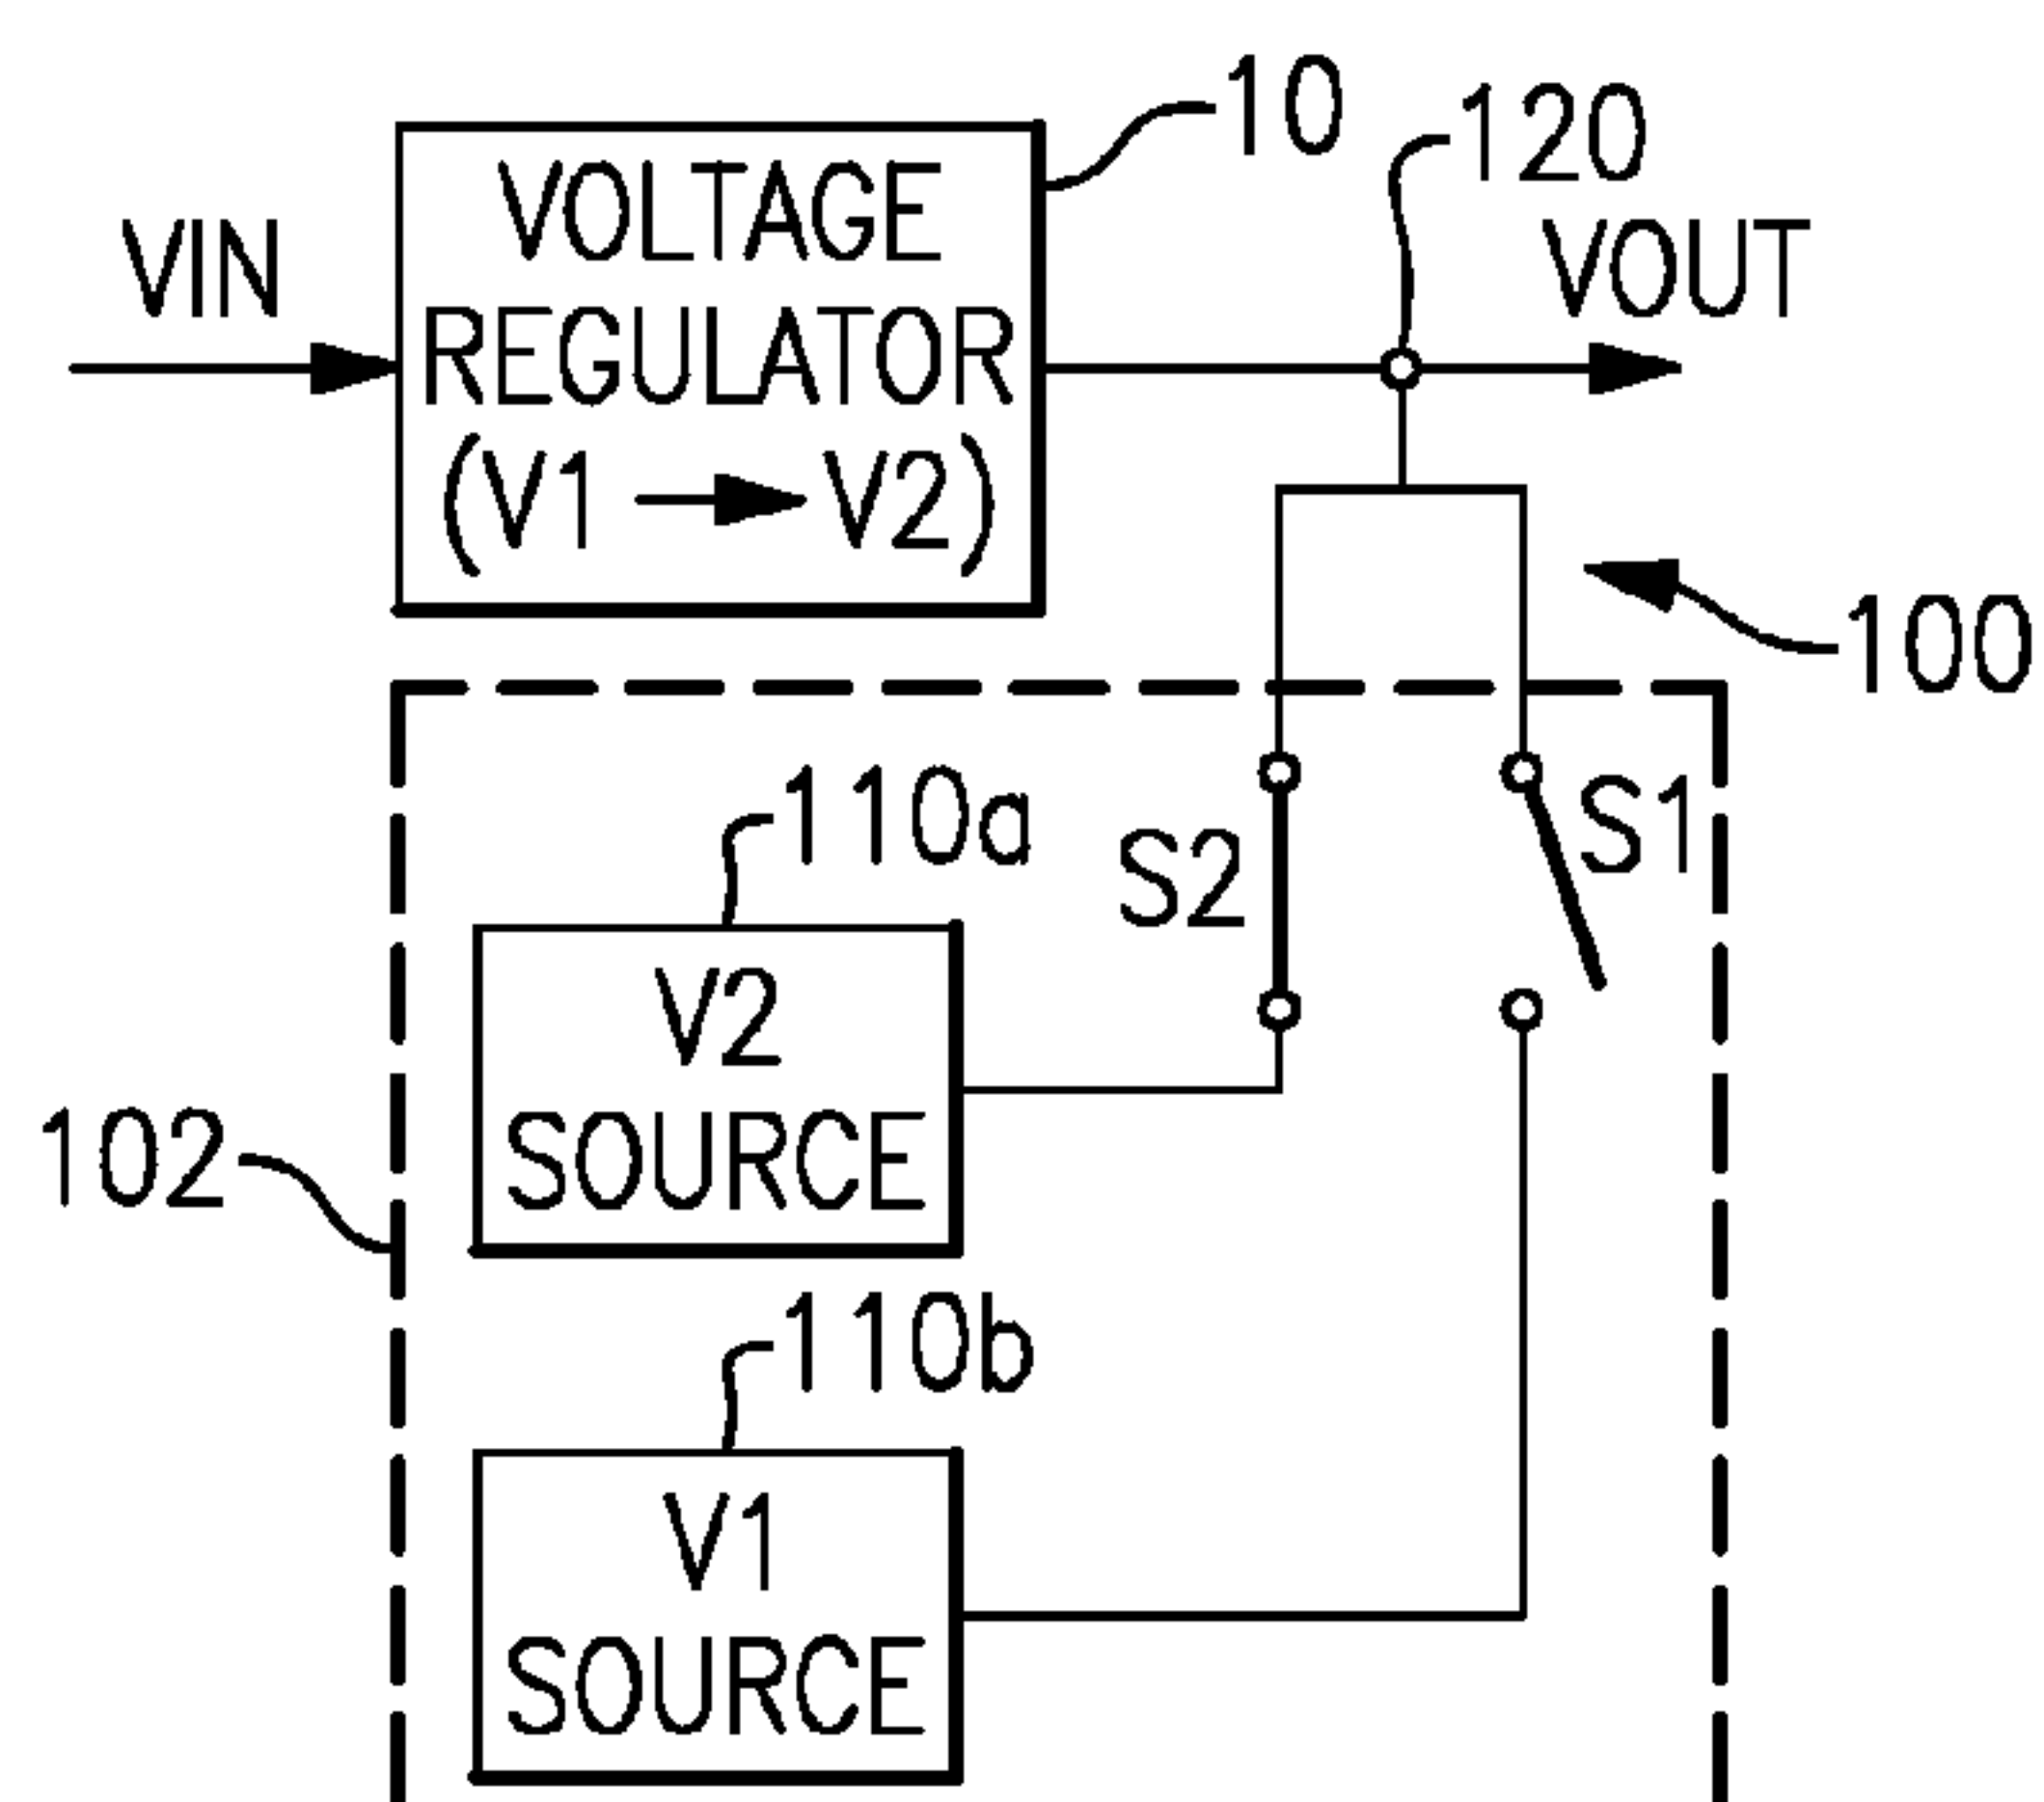 10
120
VIN
VOLTAGE
REGULATOR
(V1 → V2)
VOUT
100
110a
S2
S1
V2
SOURCE
102
110b
V1
SOURCE